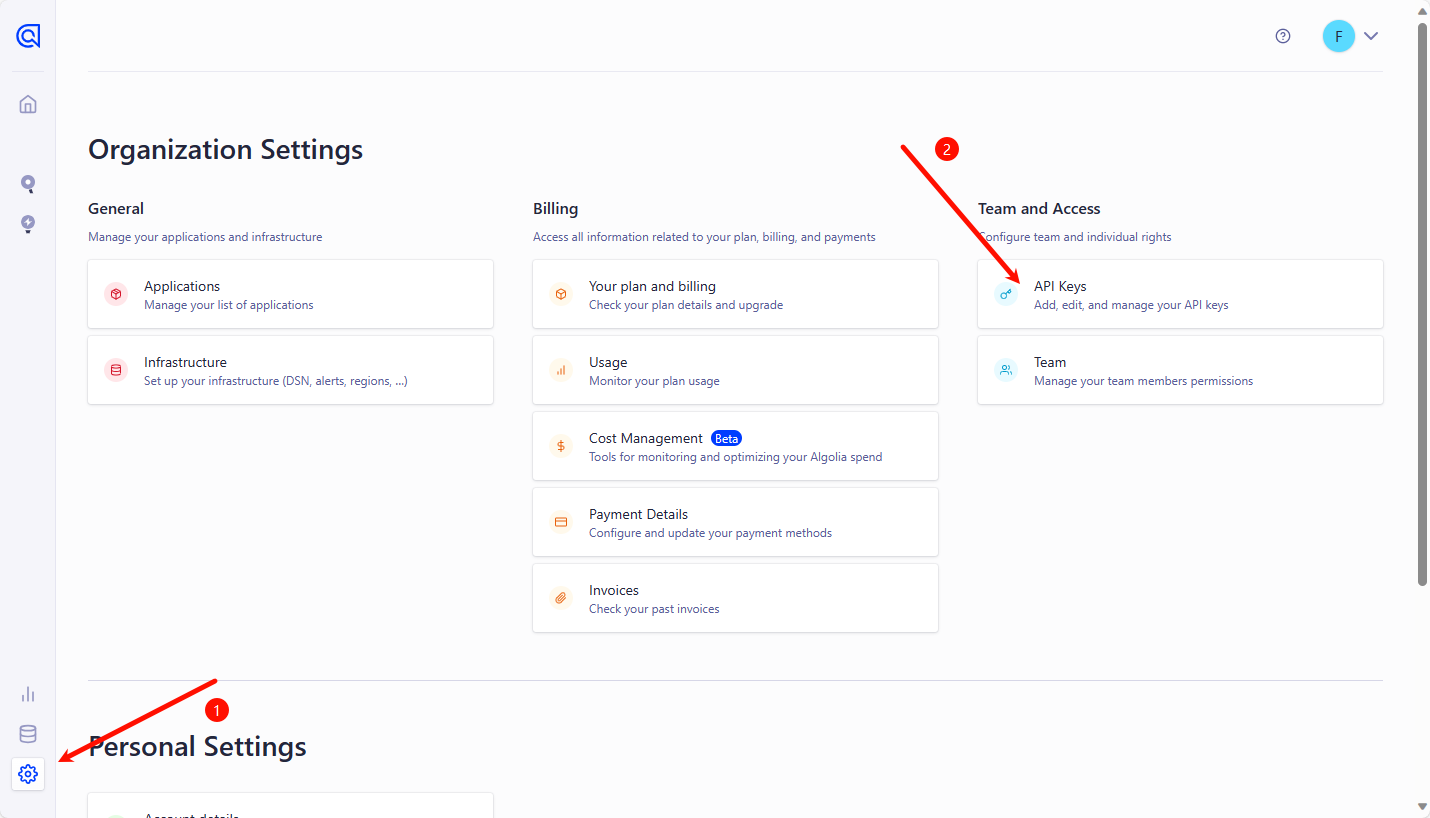 F
2
Organization Settings
General
Manage your applications and infrastructure
Applications
Manage your list of applications
Infrastructure
Set up your infrastructure (DSN, alerts, regions, ...)
Billing
Access all information related to your plan, billing, and payments
Your plan and billing
Check your plan details and upgrade
Usage
Monitor your plan usage
Cost Management Beta
Tools for monitoring and optimizing your Algolia spend
Payment Details
Configure and update your payment methods
Invoices
Check your past invoices
Team and Access
Configure team and individual rights
API Keys
Add, edit, and manage your API keys
Team
Manage your team members permissions
1
Personal Settings
Account details